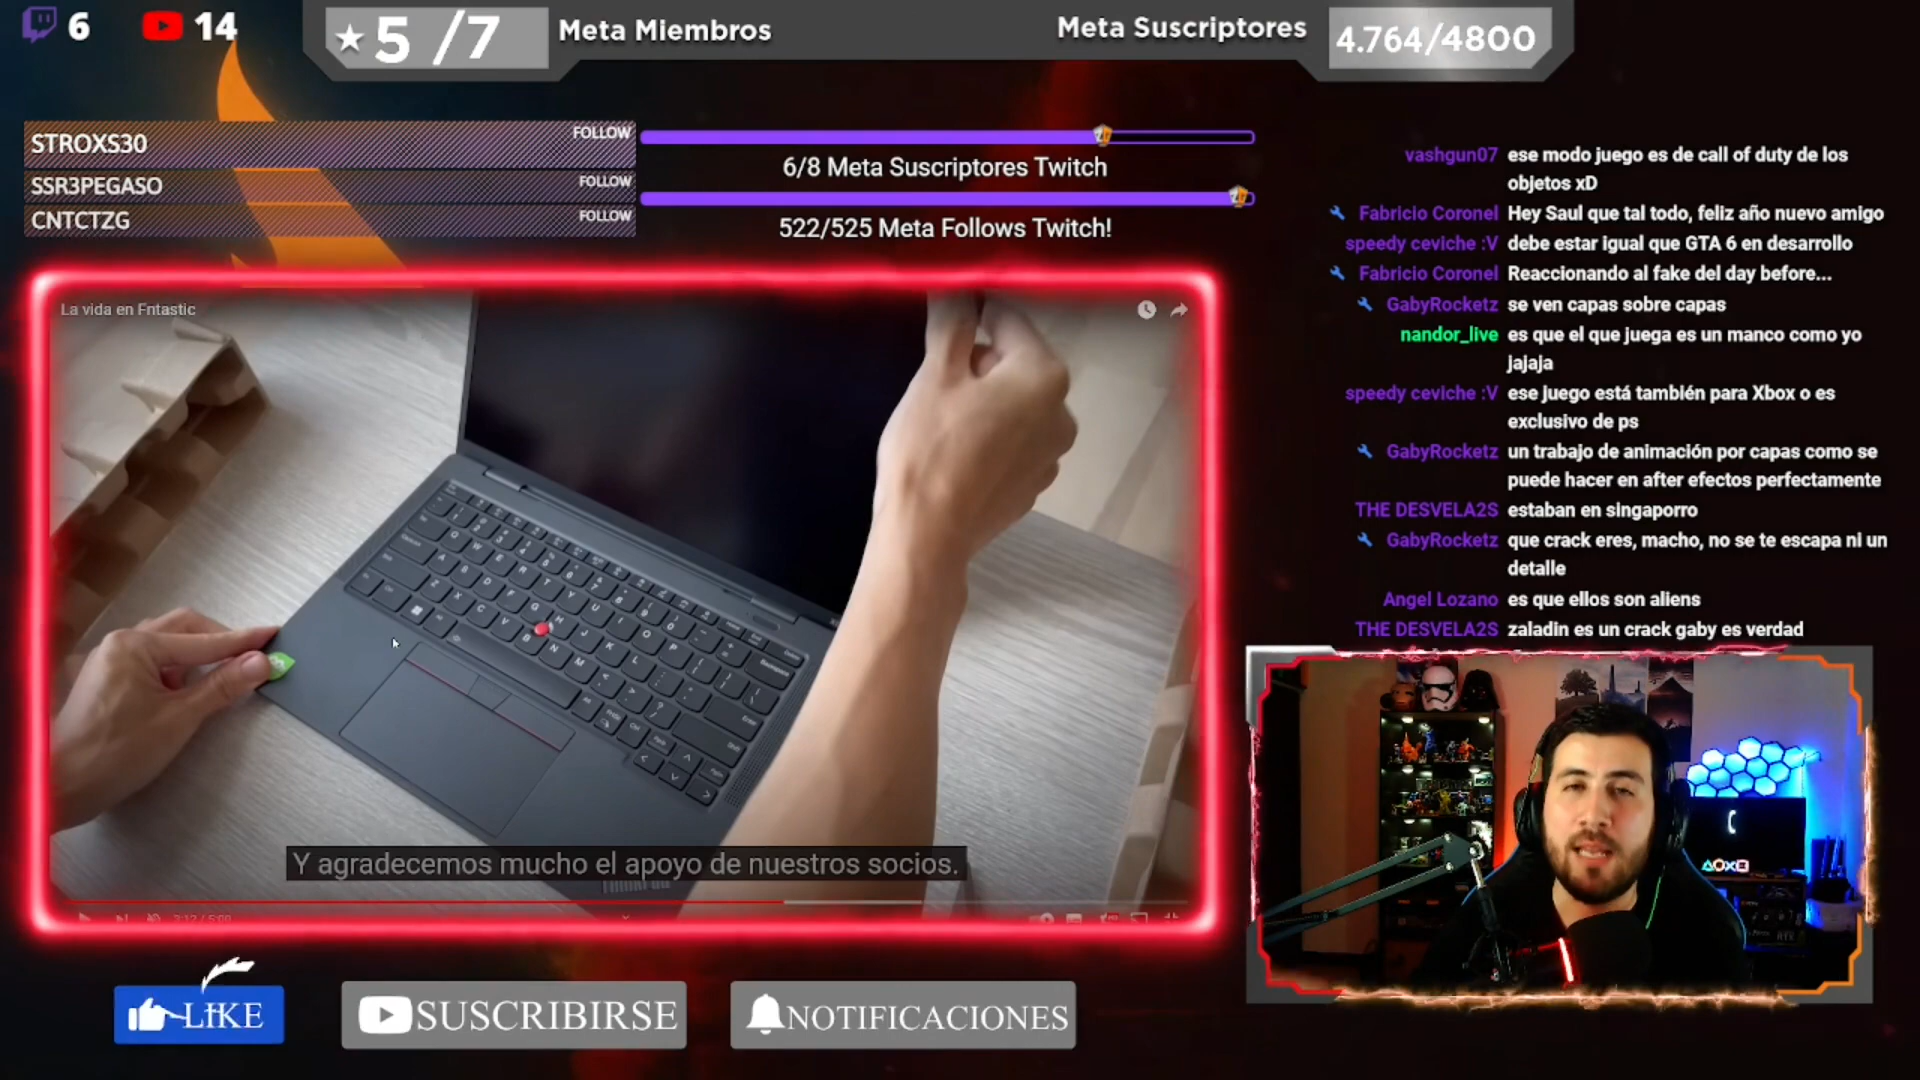 6
14
5 /7
Meta Miembros
Meta Suscriptores
4.764/4800
STROXS30
FOLLOW
SSR3PEGASO
FOLLOW
CNTCTZG
FOLLOW
6/8 Meta Suscriptores Twitch
522/525 Meta Follows Twitch!
vashgun07 ese modo juego es de call of duty de los
objetos xD
Fabricio Coronel Hey Saul que tal todo, feliz año nuevo amigo
speedy ceviche :V debe estar igual que GTA 6 en desarrollo
Fabricio Coronel Reaccionando al fake del day before...
GabyRocketz se ven capas sobre capas
nandor_live es que el que juega es un manco como yo
jajaja
speedy ceviche :V ese juego está también para Xbox o es
exclusivo de ps
GabyRocketz un trabajo de animación por capas como se
puede hacer en after efectos perfectamente
THE DESVELA2S estaban en singaporro
GabyRocketz que crack eres, macho, no se te escapa ni un
detalle
Angel Lozano es que ellos son aliens
THE DESVELA2S zaladin es un crack gaby es verdad
La vida en Fntastic
Y agradecemos mucho el apoyo de nuestros socios.
3:12 / 5:00
LIKE
SUSCRIBIRSE
NOTIFICACIONES